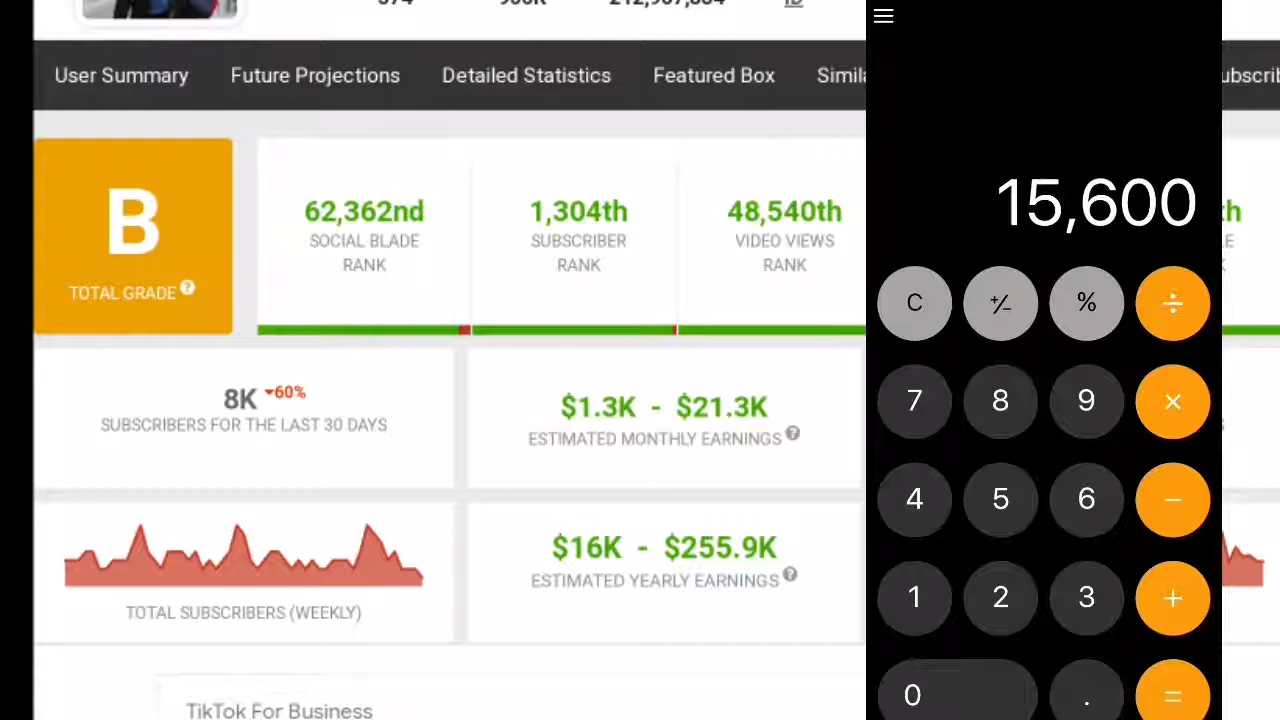 User Summary Future Projections Detailed Statistics Featured Box
B
TOTAL GRADE ?
62,362nd
SOCIAL BLADE
RANK
1,304th
SUBSCRIBER
RANK
48,540th
VIDEO VIEWS
RANK
8K 60%
SUBSCRIBERS FOR THE LAST 30 DAYS
$1.3K - $21.3K
ESTIMATED MONTHLY EARNINGS ?
TOTAL SUBSCRIBERS (WEEKLY)
$16K - $255.9K
ESTIMATED YEARLY EARNINGS ?
TikTok For Business
15,600
C +/− % ÷
7 8 9 ×
4 5 6 −
1 2 3 +
0 . =